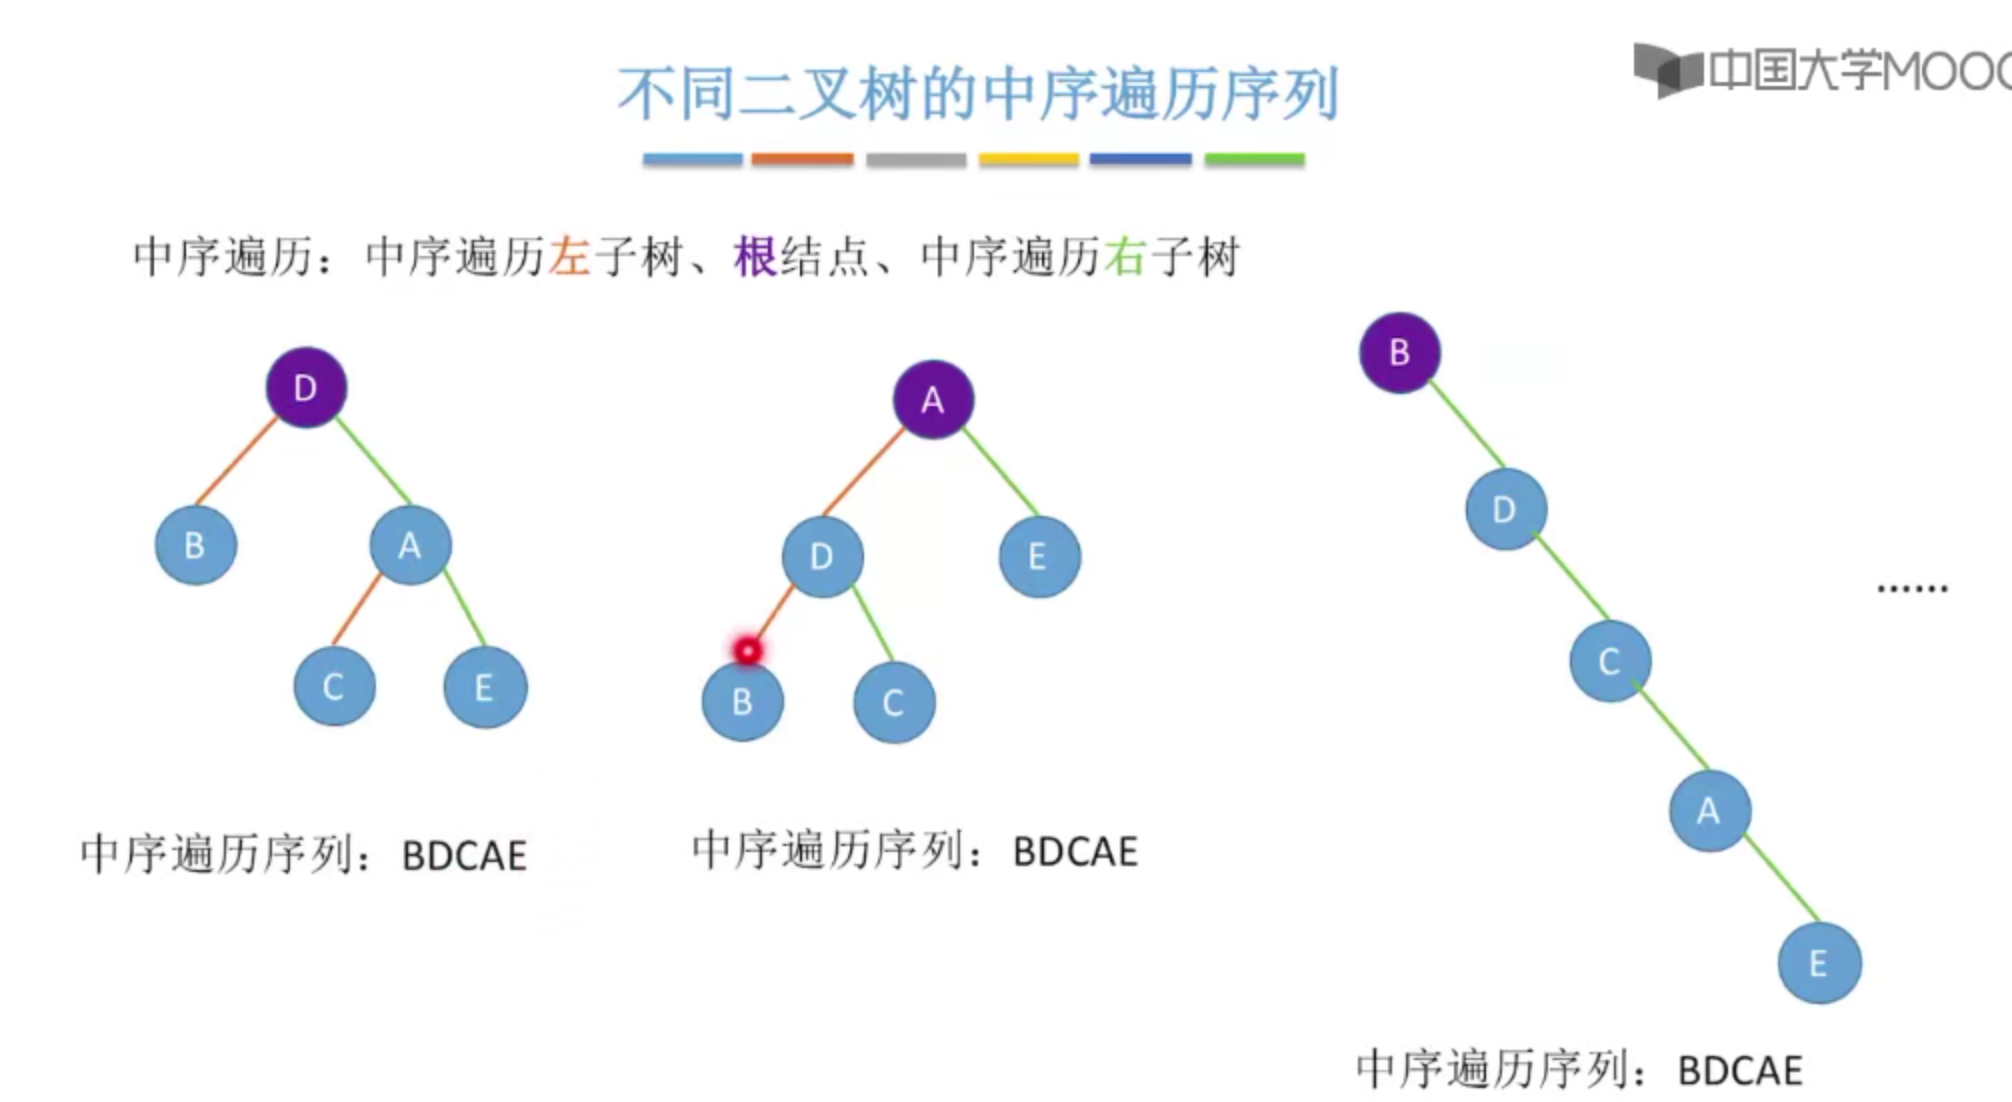 中国大学MOOC
不同二叉树的中序遍历序列
中序遍历：中序遍历左子树、根结点、中序遍历右子树
D
B
A
C
E
中序遍历序列：BDCAE
A
D
E
B
C
中序遍历序列：BDCAE
B
D
C
A
E
中序遍历序列：BDCAE
......